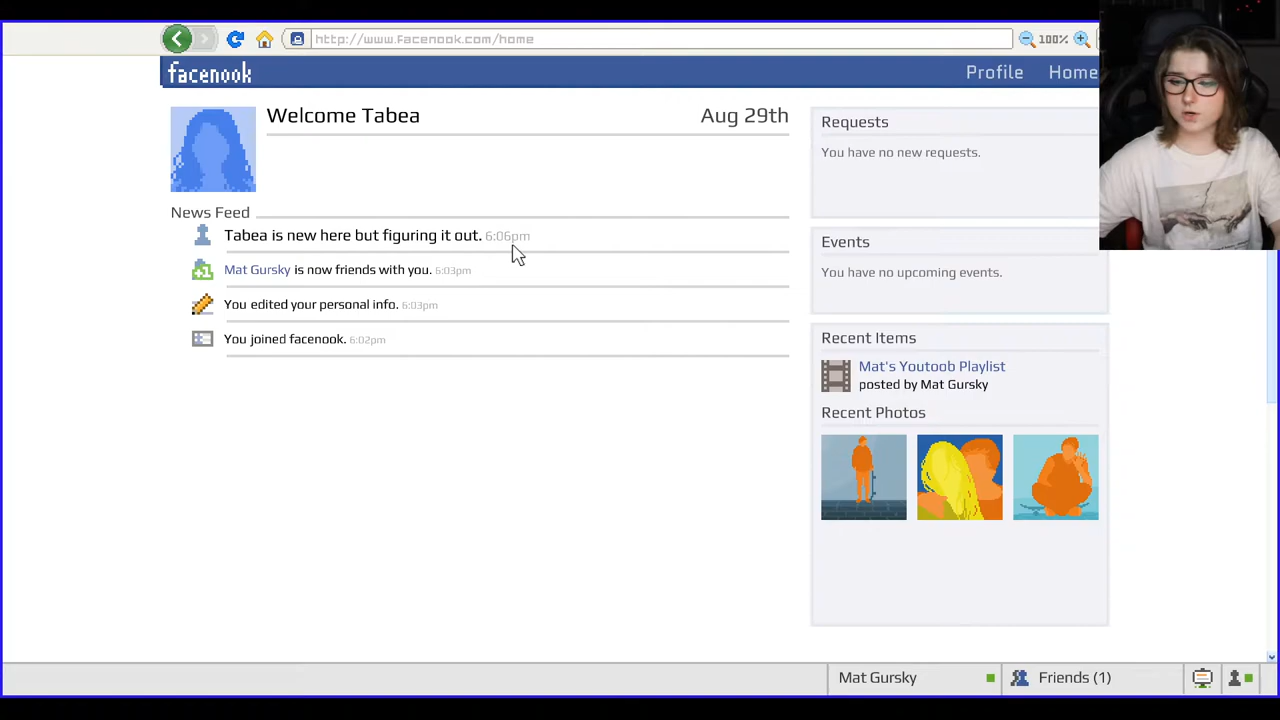 http://www.facenook.com/home
100%
facenook
Profile
Home
Welcome Tabea
Aug 29th
News Feed
Tabea is new here but figuring it out. 6:06pm
Mat Gursky is now friends with you. 6:03pm
You edited your personal info. 6:03pm
You joined facenook. 6:02pm
Requests
You have no new requests.
Events
You have no upcoming events.
Recent Items
Mat's Youtoob Playlist
posted by Mat Gursky
Recent Photos
Mat Gursky
Friends (1)